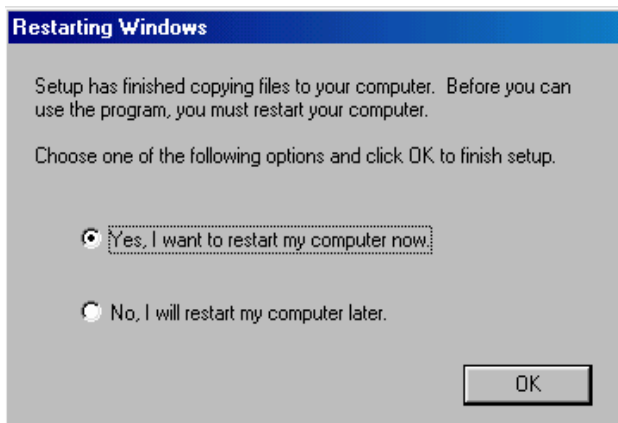 Restarting Windows
Setup has finished copying files to your computer.  Before you can
use the program, you must restart your computer.
Choose one of the following options and click OK to finish setup.
Yes, I want to restart my computer now.
No, I will restart my computer later.
OK